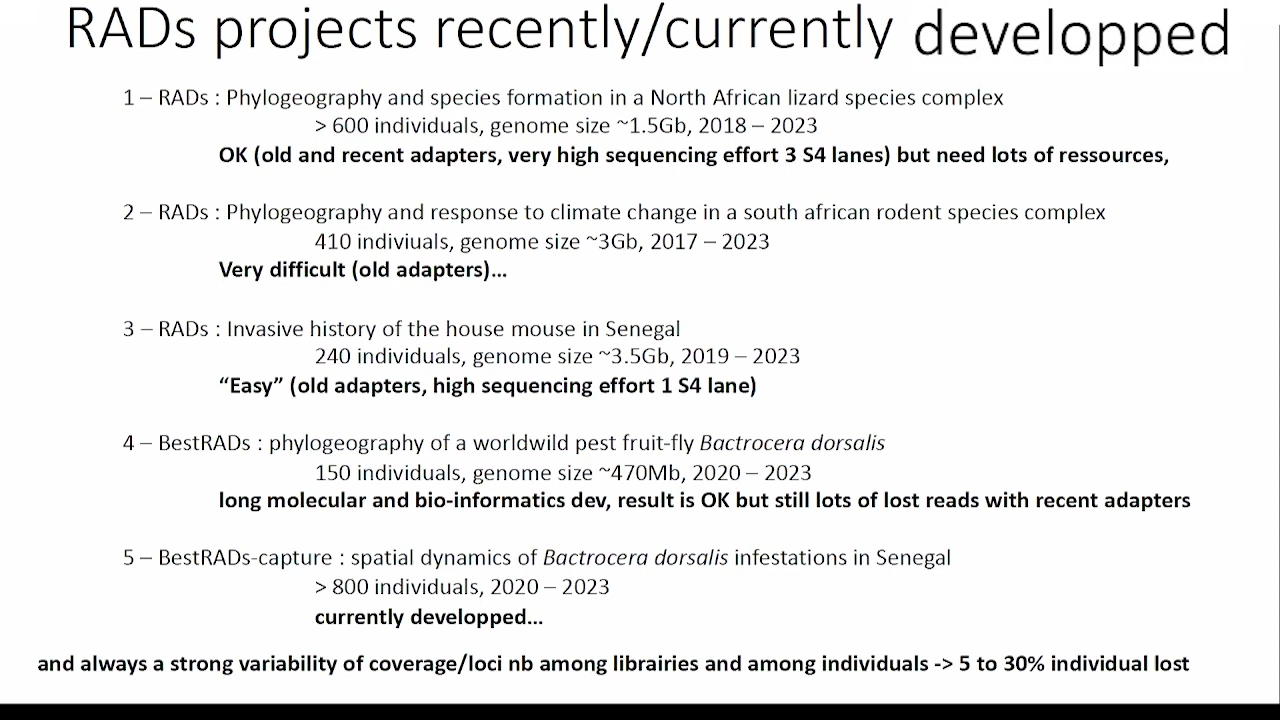 RADs projects recently/currently developped
1 – RADs : Phylogeography and species formation in a North African lizard species complex
> 600 individuals, genome size ~1.5Gb, 2018 – 2023
OK (old and recent adapters, very high sequencing effort 3 S4 lanes) but need lots of ressources,
2 – RADs : Phylogeography and response to climate change in a south african rodent species complex
410 indiviuals, genome size ~3Gb, 2017 – 2023
Very difficult (old adapters)...
3 – RADs : Invasive history of the house mouse in Senegal
240 individuals, genome size ~3.5Gb, 2019 – 2023
“Easy” (old adapters, high sequencing effort 1 S4 lane)
4 – BestRADs : phylogeography of a worldwild pest fruit-fly Bactrocera dorsalis
150 individuals, genome size ~470Mb, 2020 – 2023
long molecular and bio-informatics dev, result is OK but still lots of lost reads with recent adapters
5 – BestRADs-capture : spatial dynamics of Bactrocera dorsalis infestations in Senegal
> 800 individuals, 2020 – 2023
currently developped...
and always a strong variability of coverage/loci nb among librairies and among individuals -> 5 to 30% individual lost